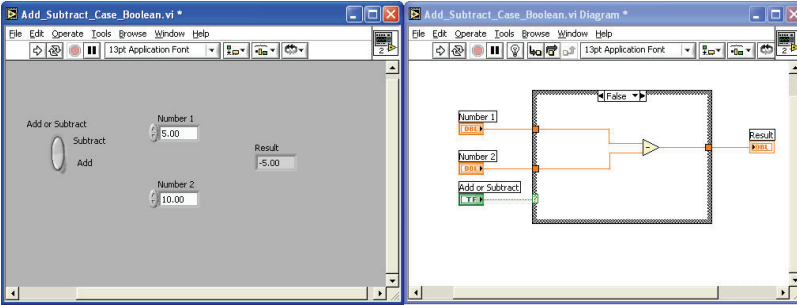 Add_Subtract_Case_Boolean.vi *
File Edit Operate Tools Browse Window Help
13pt Application Font
2
Add or Subtract
Subtract
Add
Number 1
5.00
Number 2
10.00
Result
-5.00
Add_Subtract_Case_Boolean.vi Diagram *
File Edit Operate Tools Browse Window Help
13pt Application Font
2
False
Number 1
DBL
Number 2
DBL
Add or Subtract
TF
?
-
Result
DBL